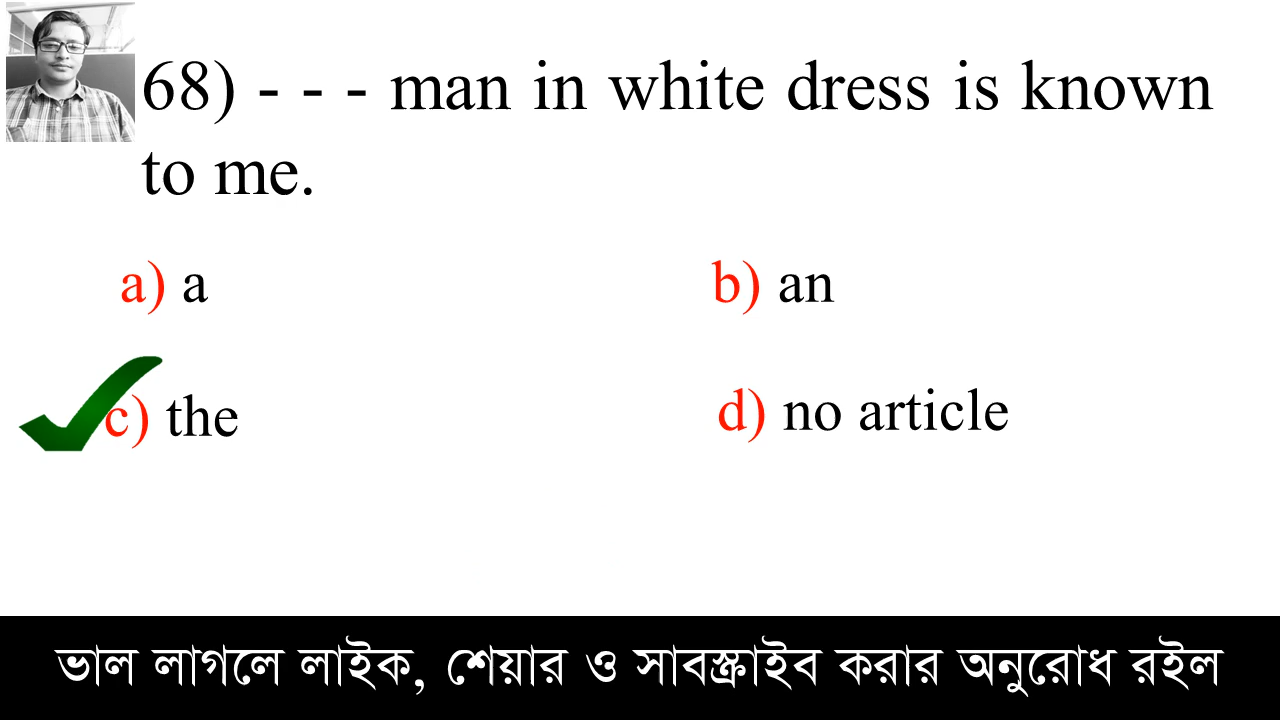 68) - - - man in white dress is known
to me.
a) a
b) an
c) the
d) no article
ভাল লাগলে লাইক, শেয়ার ও সাবস্ক্রাইব করার অনুরোধ রইল